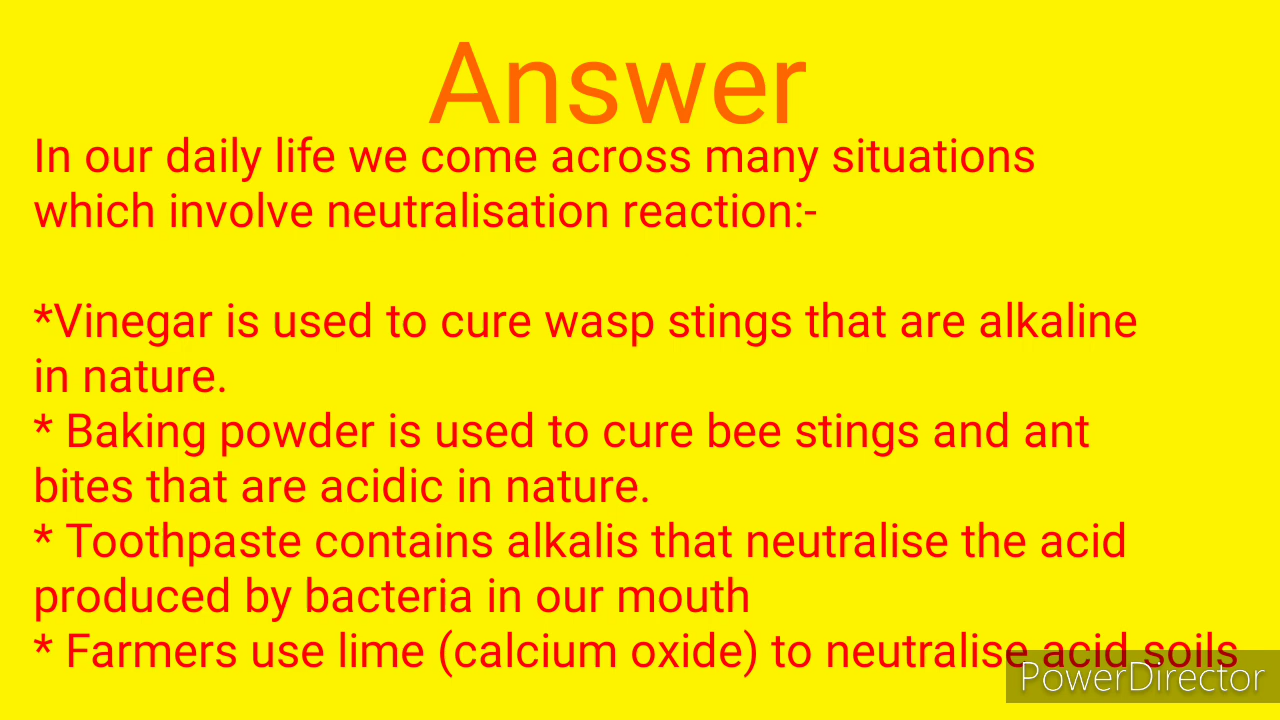 Answer
In our daily life we come across many situations
which involve neutralisation reaction:-
*Vinegar is used to cure wasp stings that are alkaline
in nature.
* Baking powder is used to cure bee stings and ant
bites that are acidic in nature.
* Toothpaste contains alkalis that neutralise the acid
produced by bacteria in our mouth
* Farmers use lime (calcium oxide) to neutralise acid soils
PowerDirector